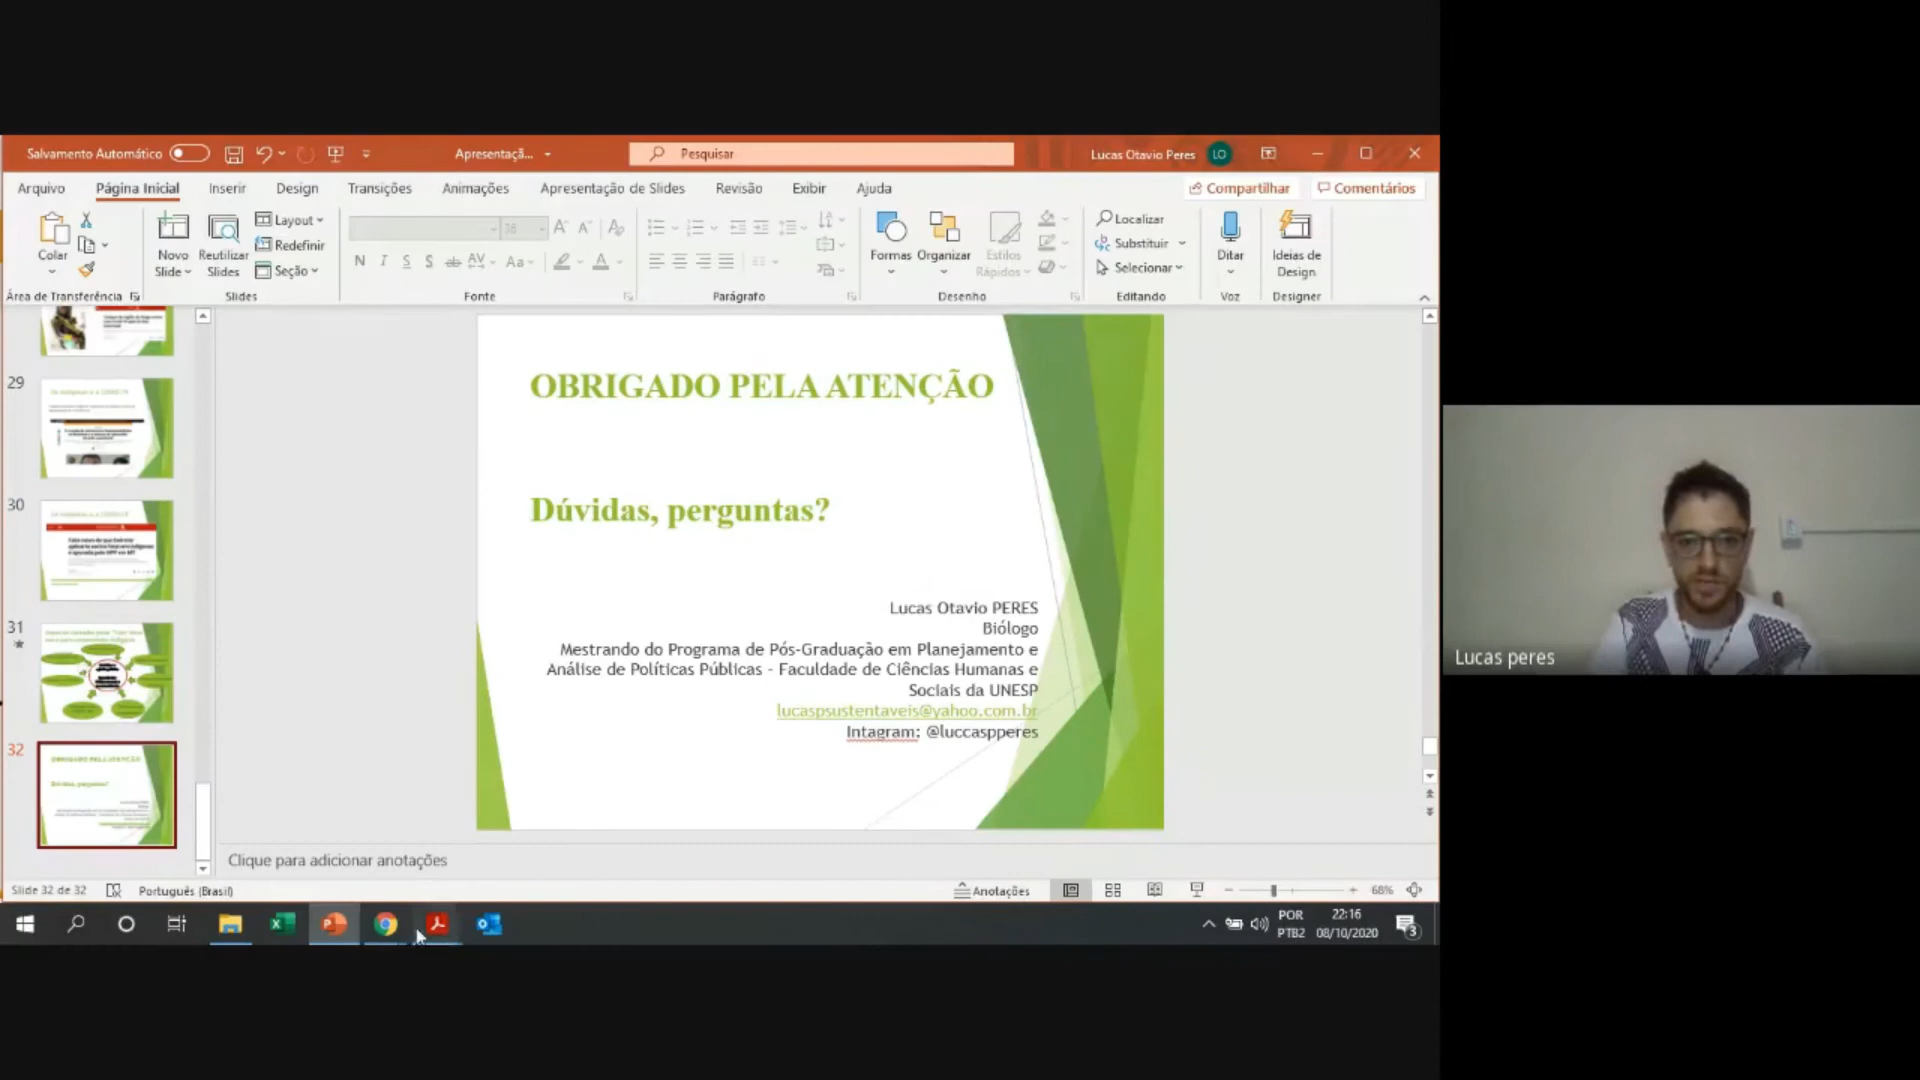 Salvamento Automático
Apresentaçã...
Pesquisar
Lucas Otavio Peres
LO
Arquivo
Página Inicial
Inserir
Design
Transições
Animações
Apresentação de Slides
Revisão
Exibir
Ajuda
Compartilhar
Comentários
Colar
Novo
Slide
Reutilizar
Slides
Layout
Redefinir
Seção
36
N I S S ab AV Aa A
Formas
Organizar
Estilos
Rápidos
Localizar
Substituir
Selecionar
Ditar
Ideias de
Design
Área de Transferência
Slides
Fonte
Parágrafo
Desenho
Editando
Voz
Designer
29
30
31
32
OBRIGADO PELA ATENÇÃO
Dúvidas, perguntas?
Lucas Otavio PERES
Biólogo
Mestrando do Programa de Pós-Graduação em Planejamento e
Análise de Políticas Públicas - Faculdade de Ciências Humanas e
Sociais da UNESP
lucaspsustentaveis@yahoo.com.br
Intagram: @luccaspperes
Clique para adicionar anotações
Slide 32 de 32
Português (Brasil)
Anotações
68%
POR
PTB2
22:16
08/10/2020
3
Lucas peres